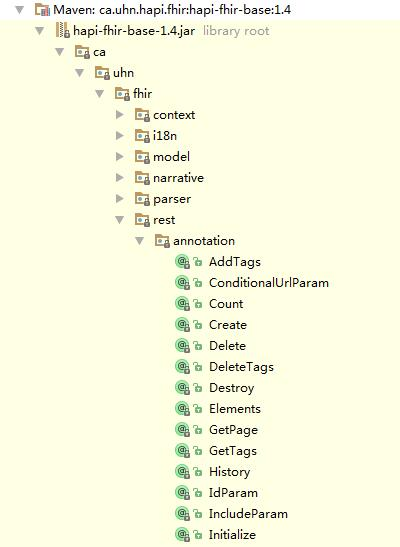 Maven: ca.uhn.hapi.fhir:hapi-fhir-base:1.4
hapi-fhir-base-1.4.jar library root
ca
uhn
fhir
context
i18n
model
narrative
parser
rest
annotation
AddTags
ConditionalUrlParam
Count
Create
Delete
DeleteTags
Destroy
Elements
GetPage
GetTags
History
IdParam
IncludeParam
Initialize